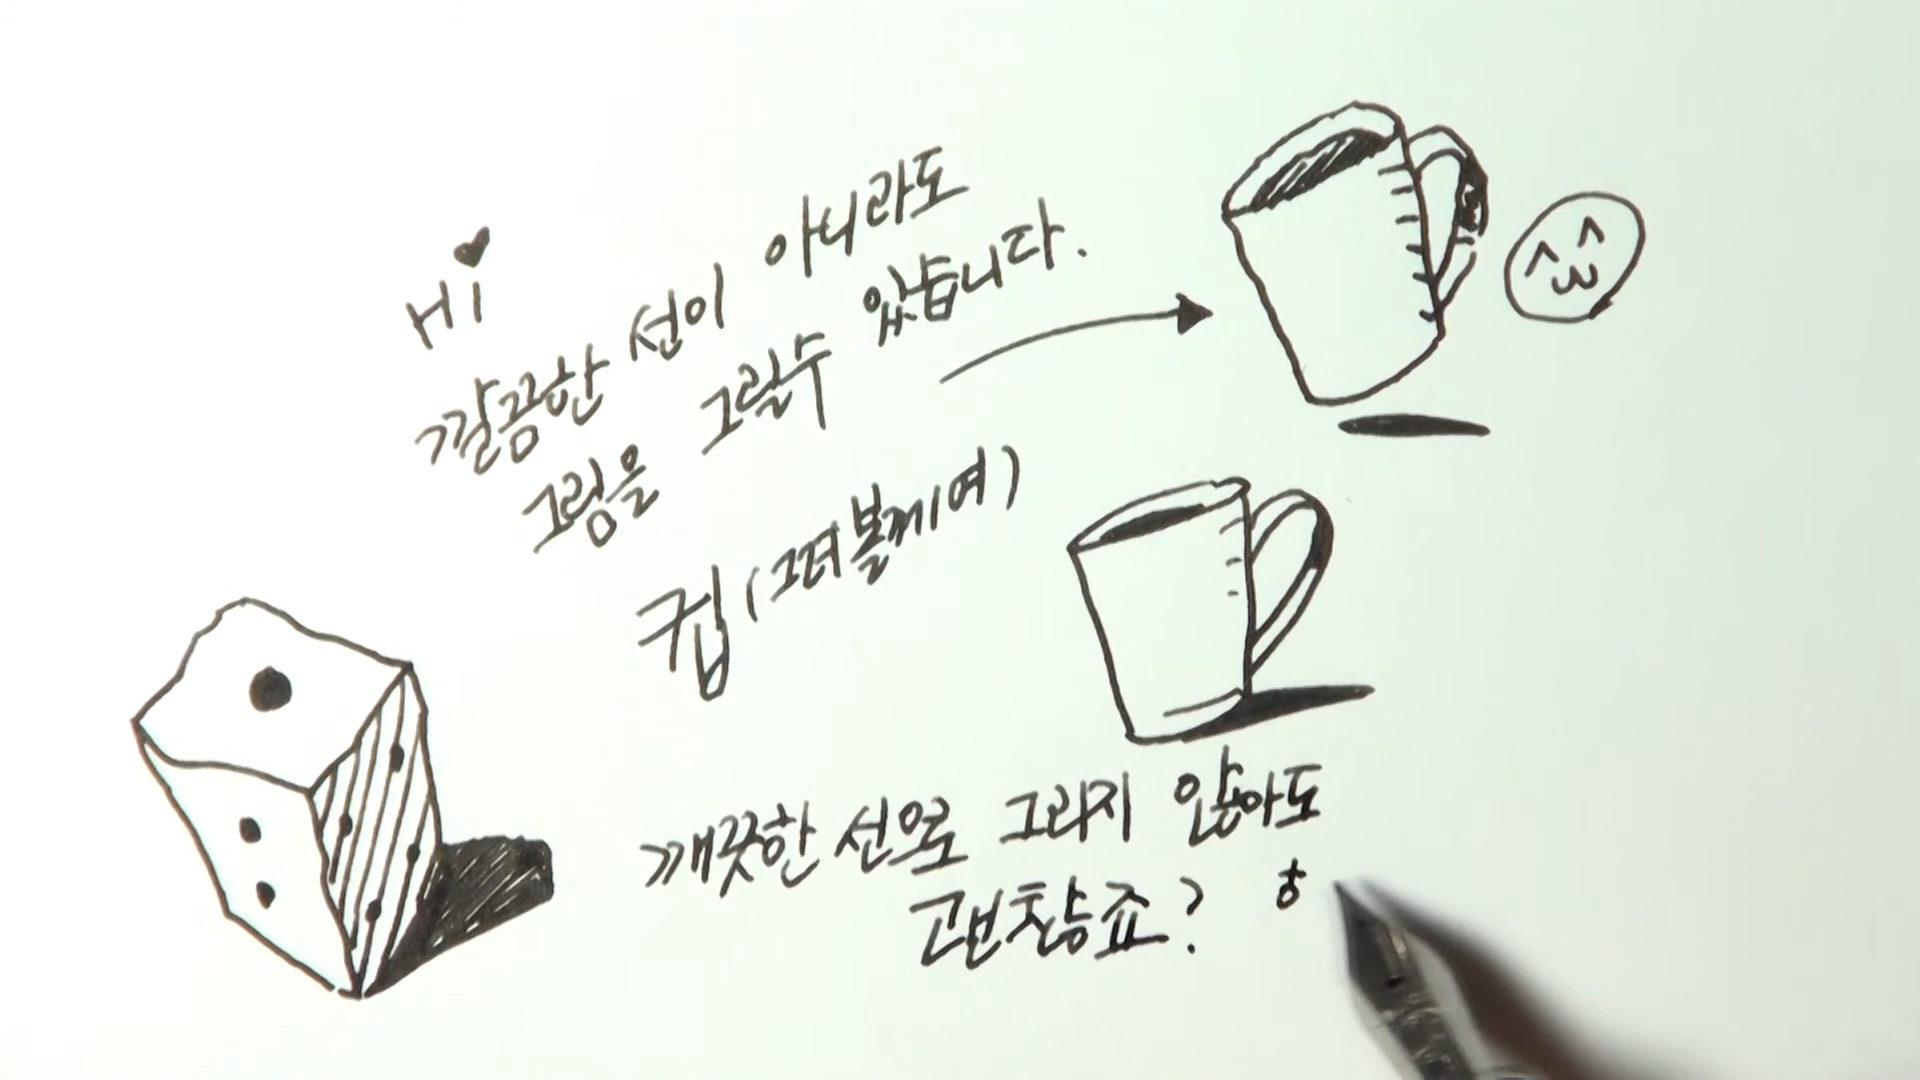 Hi
깔끔한 선이 아니라도
그림을 그릴수 있습니다.
컵(그려볼게여)
깨끗한 선으로 그리지 않아도
괜찮죠?
ㅎ